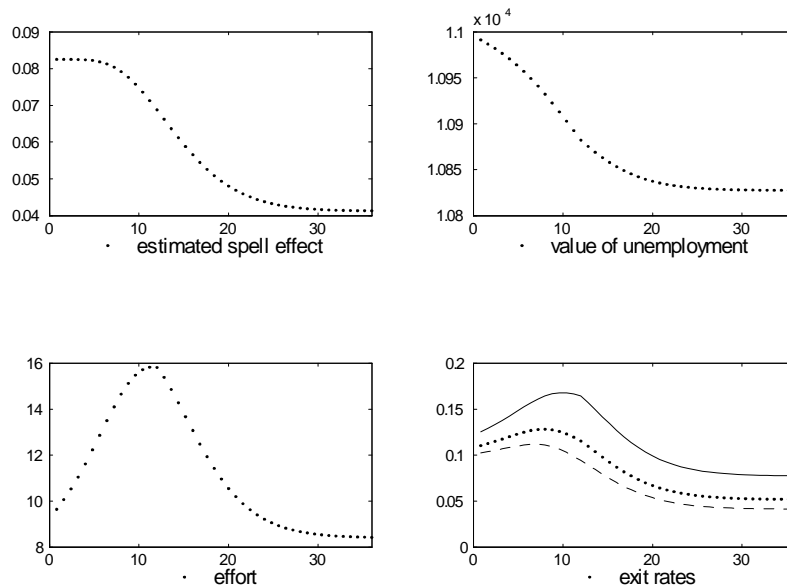 0.09
0.08
0.07
0.06
0.05
0.04
0 10 20 30
estimated spell effect
x 10^4
1.1
1.095
1.09
1.085
1.08
0 10 20 30
value of unemployment
16
14
12
10
8
0 10 20 30
effort
0.2
0.15
0.1
0.05
0
0 10 20 30
exit rates